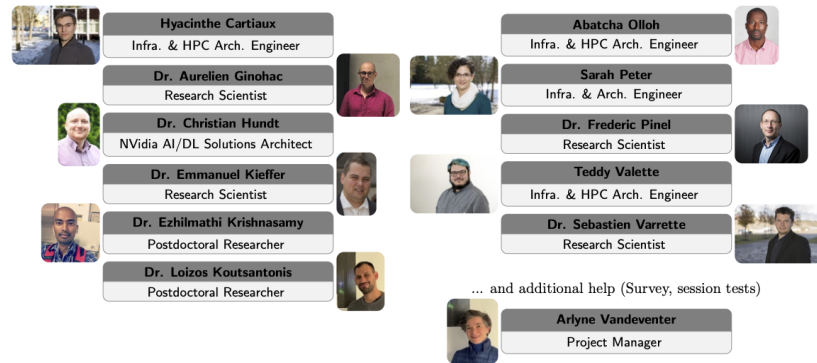 Hyacinthe Cartiaux
Infra. & HPC Arch. Engineer
Dr. Aurelien Ginohac
Research Scientist
Dr. Christian Hundt
NVidia AI/DL Solutions Architect
Dr. Emmanuel Kieffer
Research Scientist
Dr. Ezhilmathi Krishnasamy
Postdoctoral Researcher
Dr. Loizos Koutsantonis
Postdoctoral Researcher
Abatcha Olloh
Infra. & HPC Arch. Engineer
Sarah Peter
Infra. & Arch. Engineer
Dr. Frederic Pinel
Research Scientist
Teddy Valette
Infra. & HPC Arch. Engineer
Dr. Sebastien Varrette
Research Scientist
... and additional help (Survey, session tests)
Arlyne Vandeventer
Project Manager